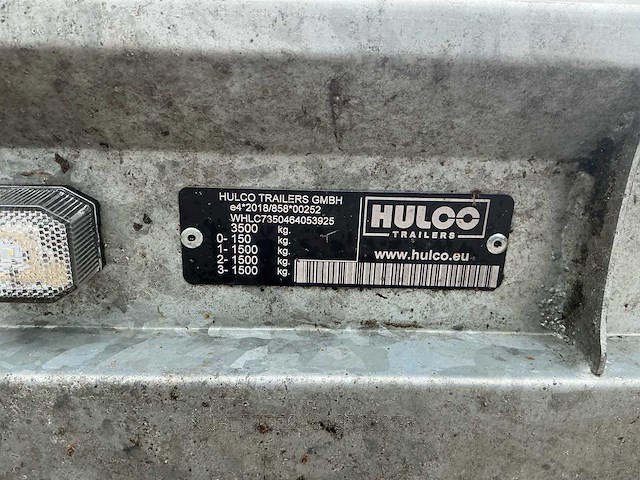 HULCO TRAILERS GMBH
e4*2018/858*00252
WHLC7350464053925
3500 kg.
0- 150 kg.
1- 1500 kg.
2- 1500 kg.
3- 1500 kg.
HULCO
TRAILERS
www.hulco.eu